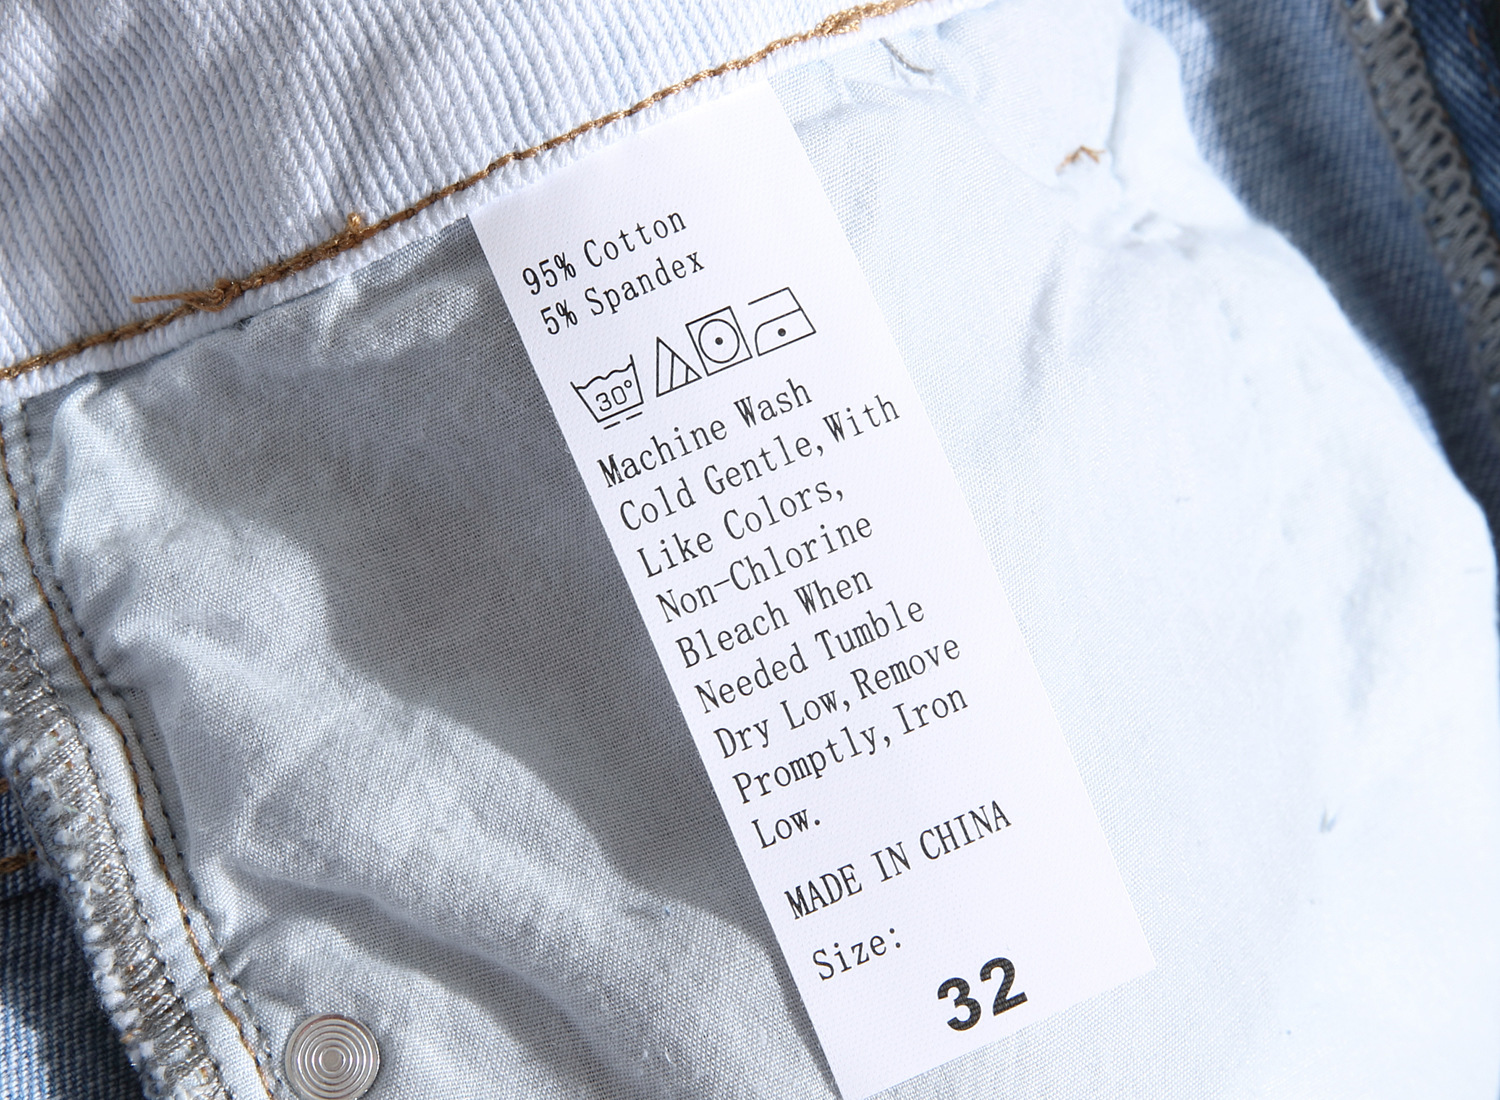 95% Cotton
5% Spandex
30°
Machine Wash
Cold Gentle, With
Like Colors,
Non-Chlorine
Bleach When
Needed Tumble
Dry Low, Remove
Promptly, Iron
Low.
MADE IN CHINA
Size:
32